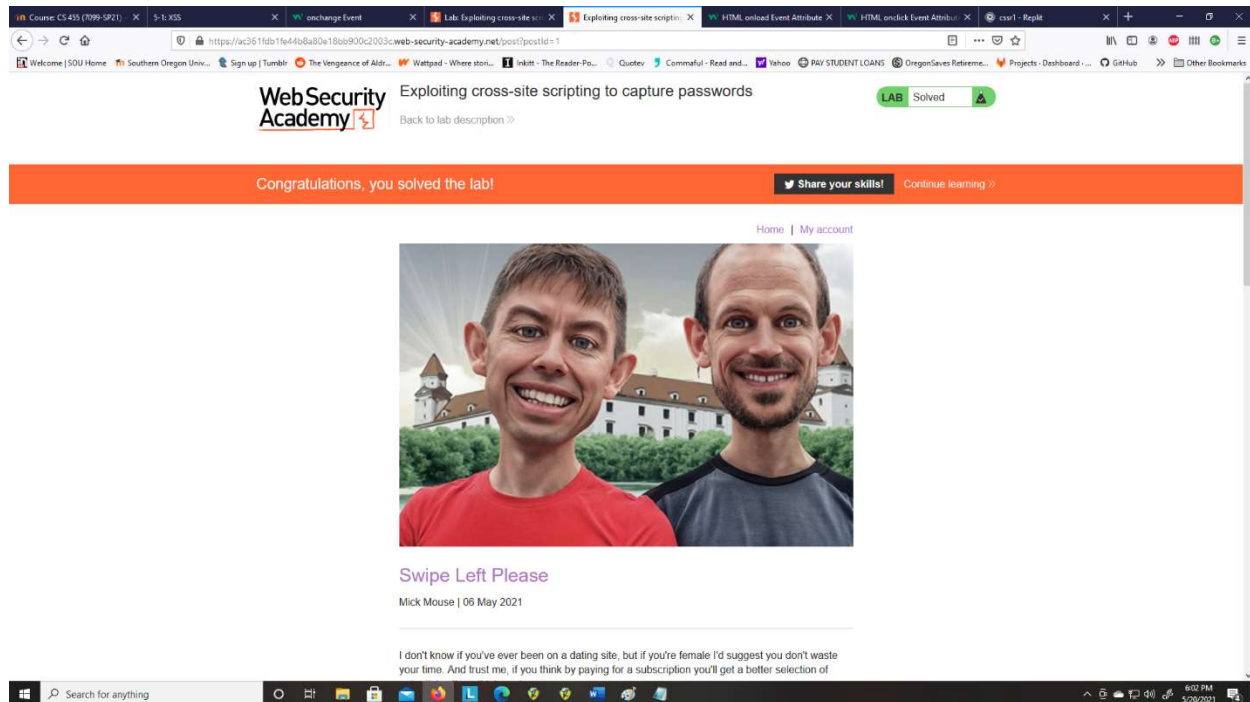 Course: CS 455 (7099-SP21)
5-1: XSS
onchange Event
Lab: Exploiting cross-site scri
Exploiting cross-site scripting
HTML onload Event Attribute
HTML onclick Event Attribut
cssr1 - Replit
https://ac361fdb1fe44b8a80e18bb900c2003c.web-security-academy.net/post?postId=1
Welcome | SOU Home
Southern Oregon Univ...
Sign up | Tumblr
The Vengeance of Aldr...
Wattpad - Where stori...
Inkitt - The Reader-Po...
Quotev
Commaful - Read and...
Yahoo
PAY STUDENT LOANS
OregonSaves Retireme...
Projects · Dashboard · ...
GitHub
Other Bookmarks
WebSecurity
Academy
Exploiting cross-site scripting to capture passwords
Back to lab description
LAB Solved
Congratulations, you solved the lab!
Share your skills!
Continue learning
Home | My account
Swipe Left Please
Mick Mouse | 06 May 2021
I don't know if you've ever been on a dating site, but if you're female I'd suggest you don't waste
your time. And trust me, if you think by paying for a subscription you'll get a better selection of
Search for anything
6:02 PM
5/20/2021